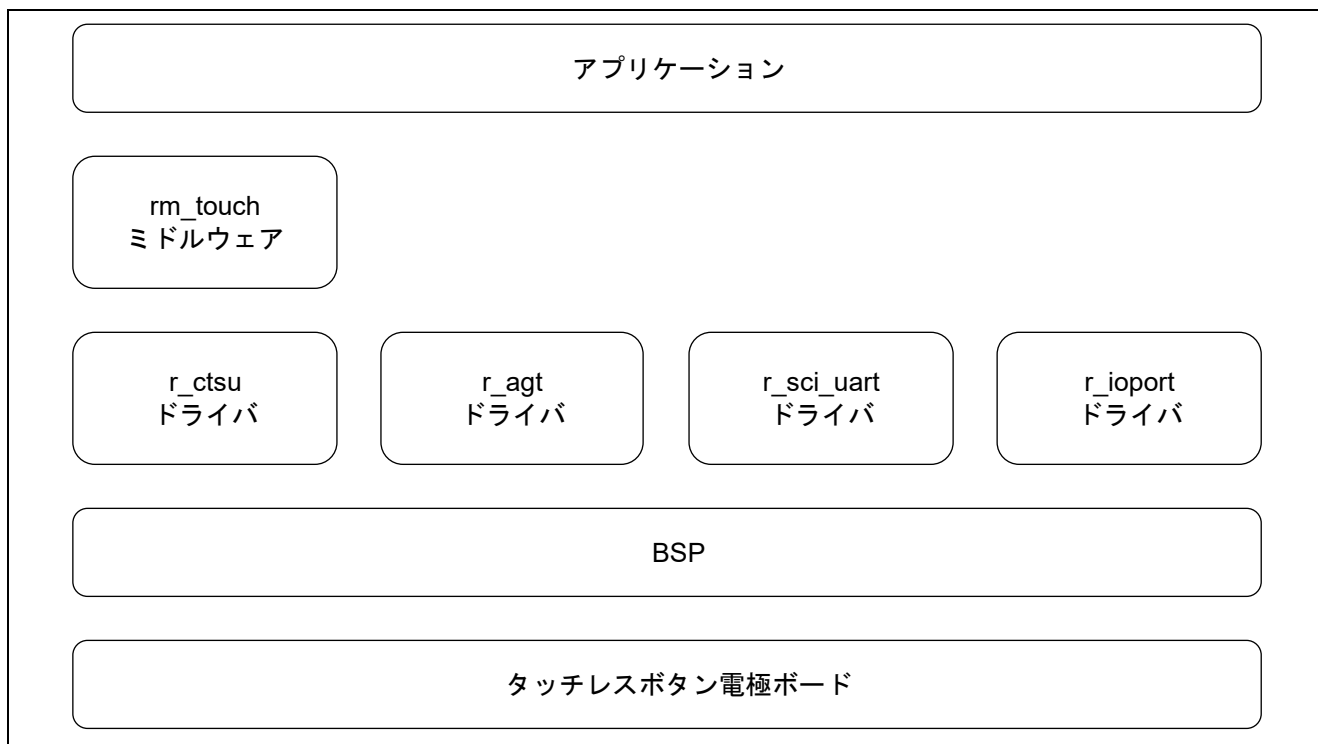 アプリケーション
rm_touch
ミドルウェア
r_ctsu
ドライバ
r_agt
ドライバ
r_sci_uart
ドライバ
r_ioport
ドライバ
BSP
タッチレスボタン電極ボード